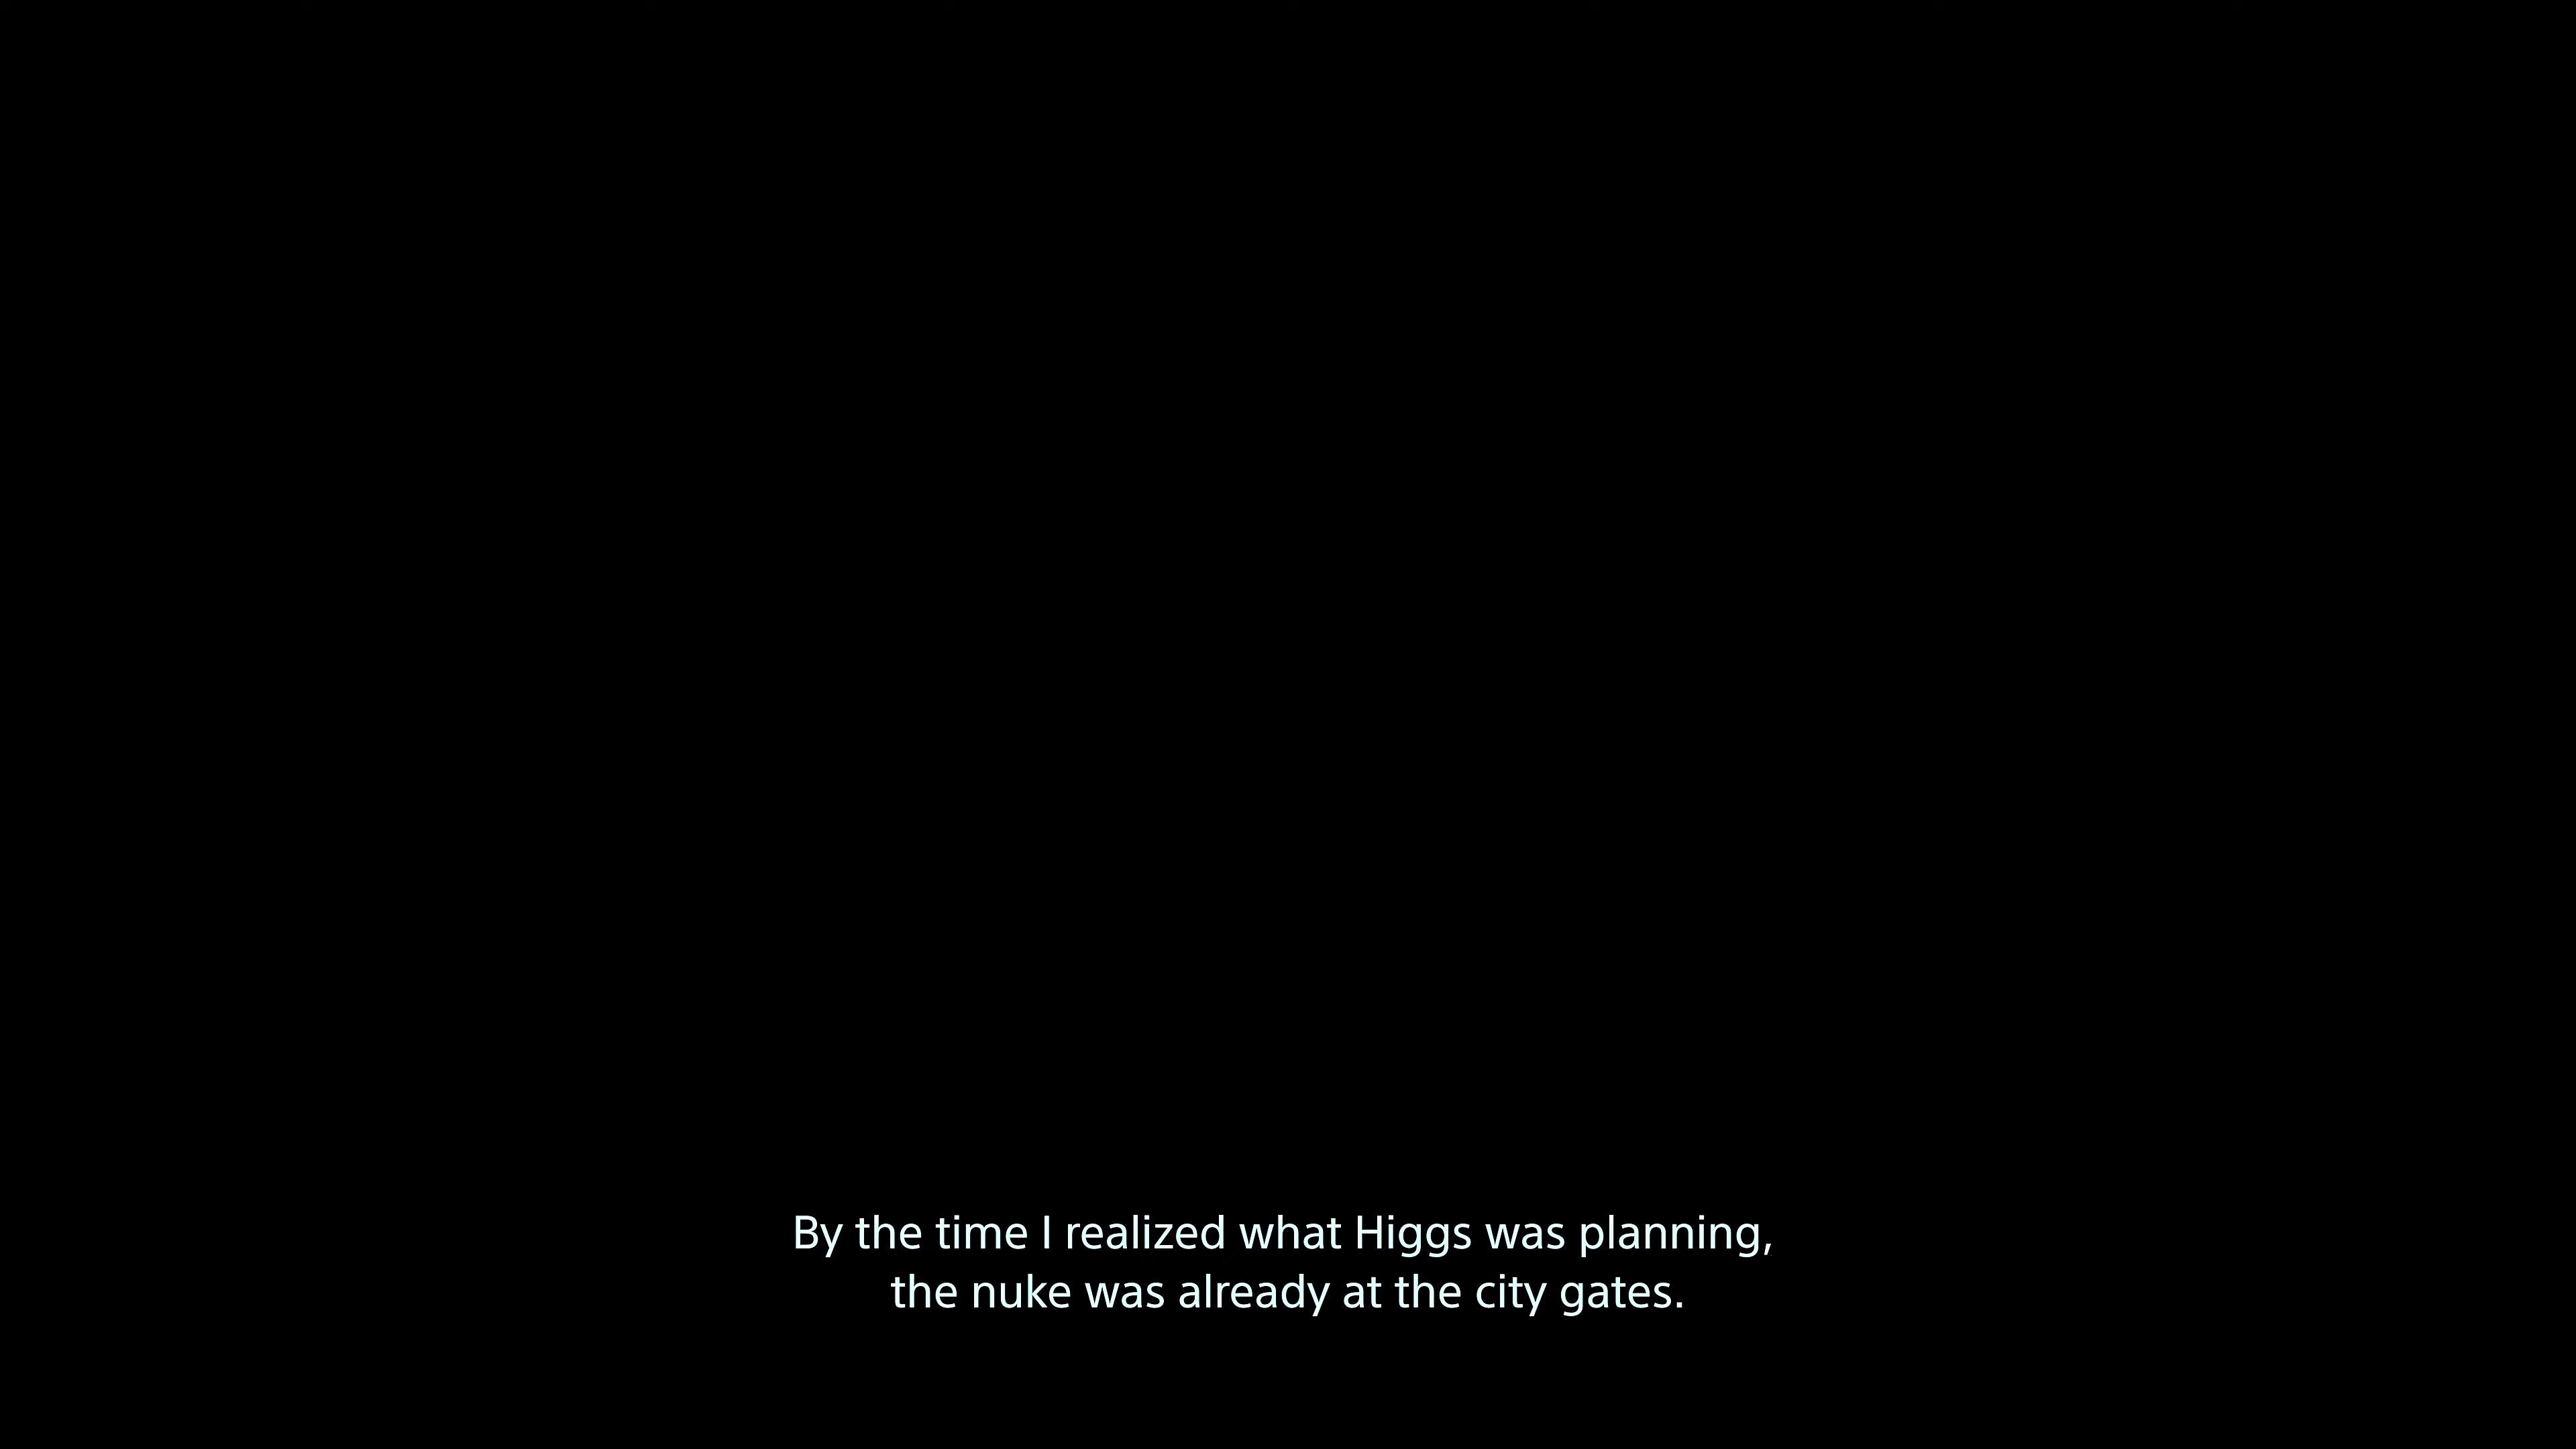 By the time I realized what Higgs was planning,
the nuke was already at the city gates.